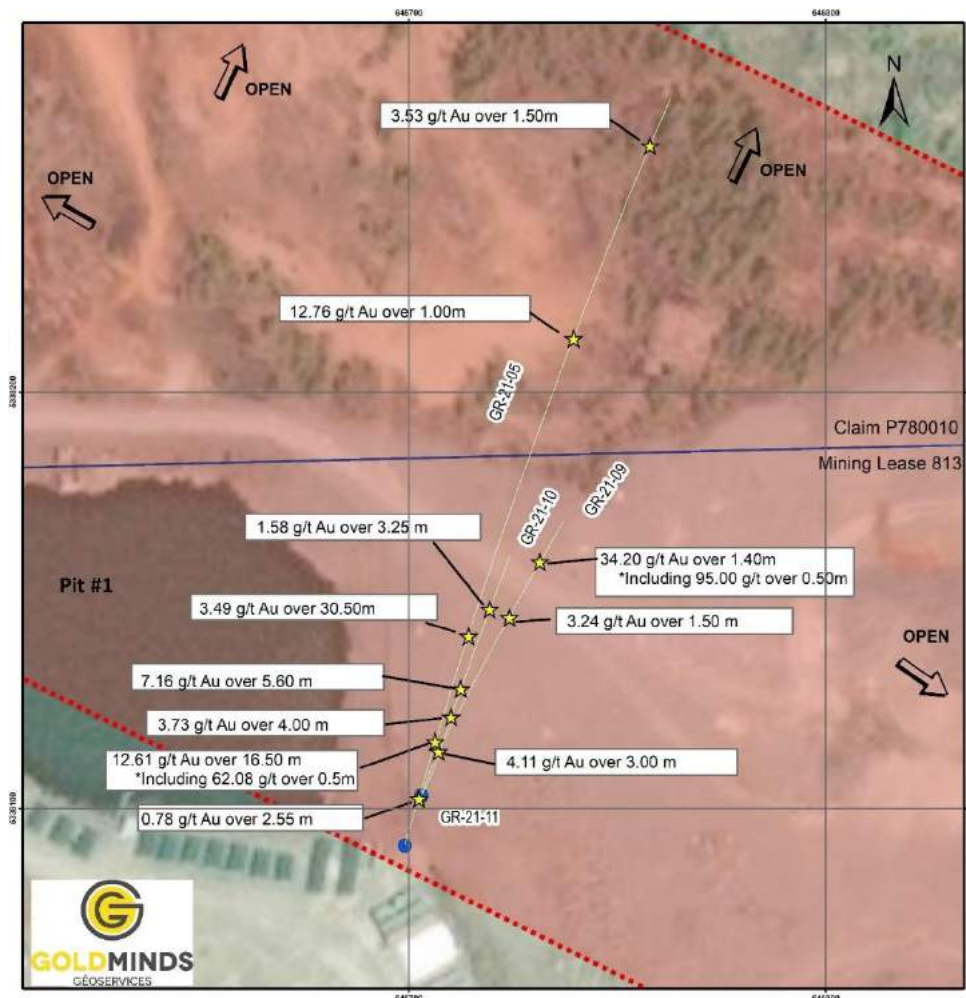 N
OPEN
3.53 g/t Au over 1.50m
OPEN
OPEN
12.76 g/t Au over 1.00m
GR-21-05
Claim P780010
Mining Lease 813
GR-21-09
GR-21-10
1.58 g/t Au over 3.25 m
34.20 g/t Au over 1.40m
*Including 95.00 g/t over 0.50m
Pit #1
3.49 g/t Au over 30.50m
3.24 g/t Au over 1.50 m
OPEN
7.16 g/t Au over 5.60 m
3.73 g/t Au over 4.00 m
12.61 g/t Au over 16.50 m
*Including 62.08 g/t over 0.5m
4.11 g/t Au over 3.00 m
0.78 g/t Au over 2.55 m
GR-21-11
GOLDMINDS
GÉOSERVICES